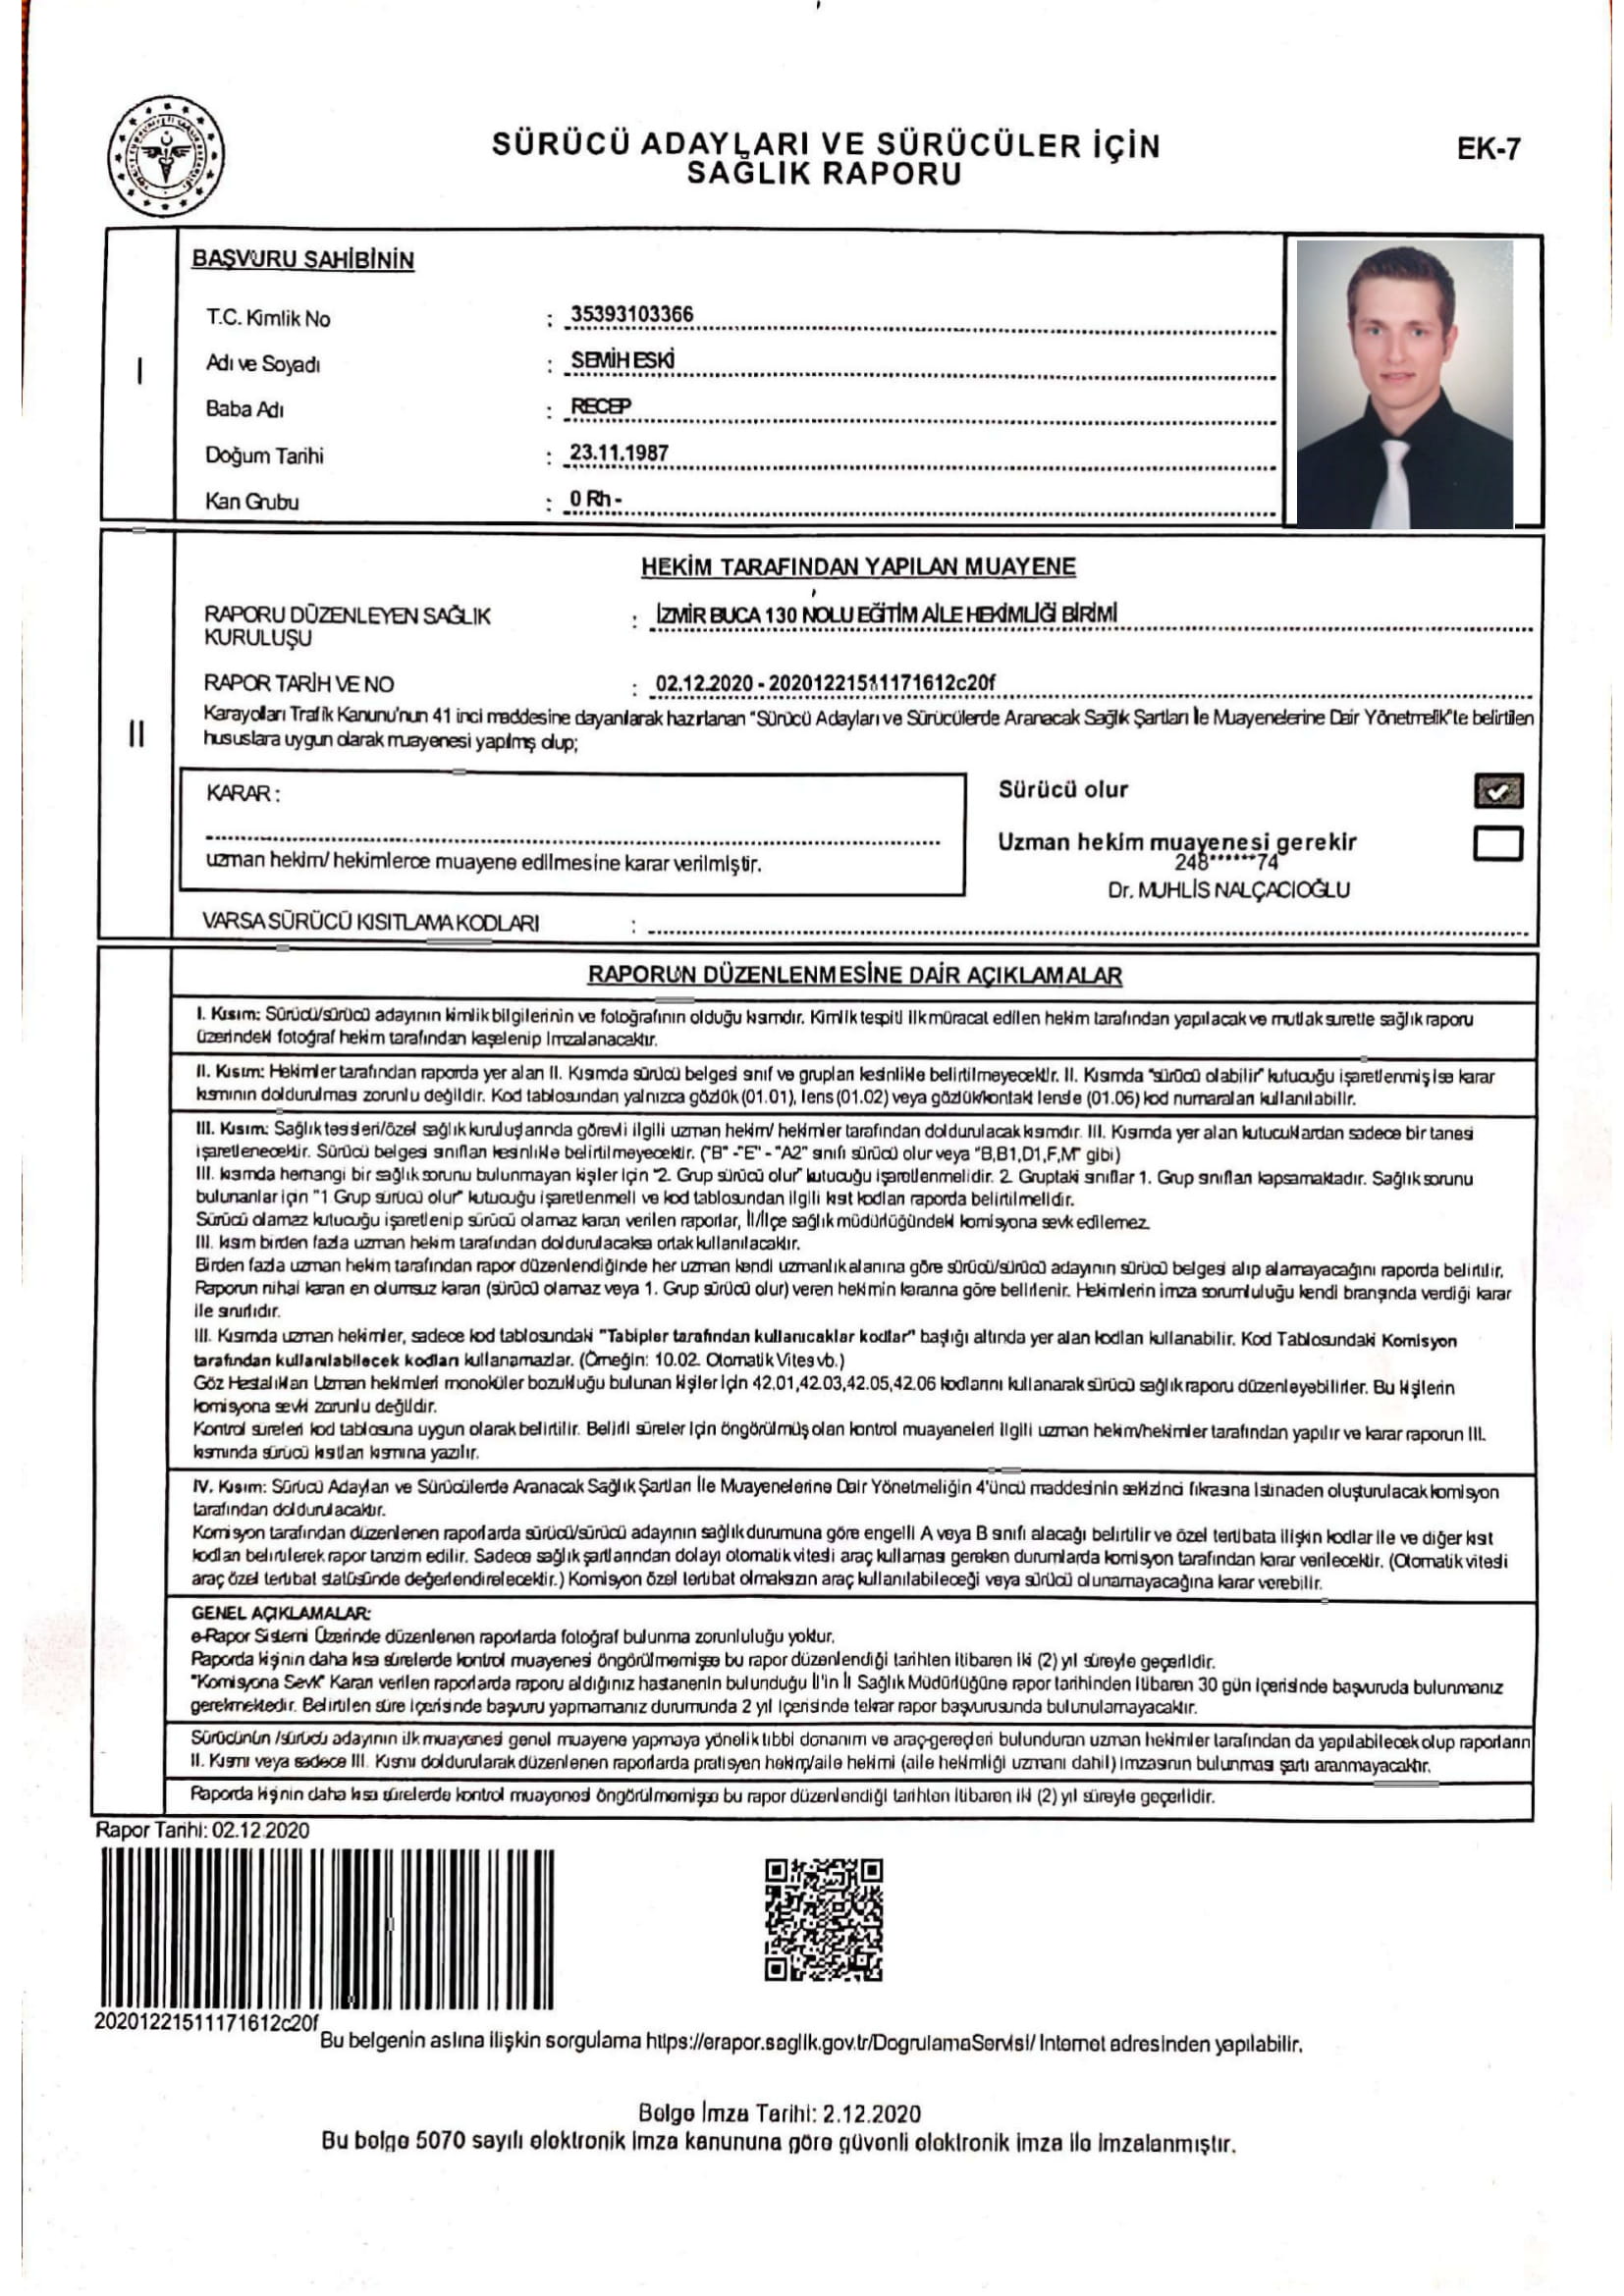 SÜRÜCÜ ADAYLARI VE SÜRÜCÜLER İÇİN
SAĞLIK RAPORU
EK-7
I
BAŞVURU SAHİBİNİN
T.C. Kimlik No : 35393103366
Adı ve Soyadı : SEMİH ESKİ
Baba Adı : RECEP
Doğum Tarihi : 23.11.1987
Kan Grubu : 0 Rh -
II
HEKİM TARAFINDAN YAPILAN MUAYENE
RAPORU DÜZENLEYEN SAĞLIK
KURULUŞU : İZMİR BUCA 130 NOLU EĞİTİM AİLE HEKİMLİĞİ BİRİMİ
RAPOR TARİH VE NO : 02.12.2020 - 20201221511171612c20f
Karayolları Trafik Kanunu'nun 41 inci maddesine dayanılarak hazırlanan "Sürücü Adayları ve Sürücülerde Aranacak Sağlık Şartları İle Muayenelerine Dair Yönetmelik"te belirtilen
hususlara uygun olarak muayenesi yapılmış olup;
KARAR :
uzman hekim/ hekimlerce muayene edilmesine karar verilmiştir.
Sürücü olur
Uzman hekim muayenesi gerekir
248******74
Dr. MUHLİS NALÇACIOĞLU
VARSA SÜRÜCÜ KISITLAMA KODLARI :
RAPORUN DÜZENLENMESİNE DAİR AÇIKLAMALAR
I. Kısım: Sürücü/sürücü adayının kimlik bilgilerinin ve fotoğrafının olduğu kısımdır. Kimlik tespiti ilk müracat edilen hekim tarafından yapılacak ve mutlak suretle sağlık raporu
üzerindeki fotoğraf hekim tarafından kaşelenip imzalanacaktır.
II. Kısım: Hekimler tarafından raporda yer alan II. Kısımda sürücü belgesi sınıf ve grupları kesinlikle belirtilmeyecektir. II. Kısımda "sürücü olabilir" kutucuğu işaretlenmiş ise karar
kısmının doldurulması zorunlu değildir. Kod tablosundan yalnızca gözlük (01.01), lens (01.02) veya gözlük/kontakt lensle (01.06) kod numaraları kullanılabilir.
III. Kısım: Sağlık tesisleri/özel sağlık kuruluşlarında görevli ilgili uzman hekim/ hekimler tarafından doldurulacak kısımdır. III. Kısımda yer alan kutucuklardan sadece bir tanesi
işaretlenecektir. Sürücü belgesi sınıfları kesinlikle belirtilmeyecektir. ("B" -"E" - "A2" sınıfı sürücü olur veya "B,B1,D1,F,M" gibi)
III. kısımda herhangi bir sağlık sorunu bulunmayan kişiler için "2. Grup sürücü olur" kutucuğu işaretlenmelidir. 2. Gruptaki sınıflar 1. Grup sınıfları kapsamaktadır. Sağlık sorunu
bulunanlar için "1 Grup sürücü olur" kutucuğu işaretlenmeli ve kod tablosundan ilgili kısıt kodları raporda belirtilmelidir.
Sürücü olamaz kutucuğu işaretlenip sürücü olamaz kararı verilen raporlar, İl/İlçe sağlık müdürlüğündeki komisyona sevk edilemez.
III. kısım birden fazla uzman hekim tarafından doldurulacaksa ortak kullanılacaktır.
Birden fazla uzman hekim tarafından rapor düzenlendiğinde her uzman kendi uzmanlık alanına göre sürücü/sürücü adayının sürücü belgesi alıp alamayacağını raporda belirtilir.
Raporun nihai kararı en olumsuz kararı (sürücü olamaz veya 1. Grup sürücü olur) veren hekimin kararına göre belirlenir. Hekimlerin imza sorumluluğu kendi branşında verdiği karar
ile sınırlıdır.
III. Kısımda uzman hekimler, sadece kod tablosundaki "Tabipler tarafından kullanıcaklar kodlar" başlığı altında yer alan kodları kullanabilir. Kod Tablosundaki Komisyon
tarafından kullanılabilecek kodları kullanamazlar. (Örneğin: 10.02. Otomatik Vites vb.)
Göz Hastalıkları Uzman hekimleri monoküler bozukluğu bulunan kişiler için 42,01,42.03,42.05,42.06 kodlarını kullanarak sürücü sağlık raporu düzenleyebilirler. Bu kişilerin
komisyona sevki zorunlu değildir.
Kontrol süreleri kod tablosuna uygun olarak belirtilir. Belirli süreler için öngörülmüş olan kontrol muayeneleri ilgili uzman hekim/hekimler tarafından yapılır ve karar raporun III.
kısmında sürücü kısıtları kısmına yazılır.
IV. Kısım: Sürücü Adayları ve Sürücülerde Aranacak Sağlık Şartları İle Muayenelerine Dair Yönetmeliğin 4'üncü maddesinin sekizinci fıkrasına istinaden oluşturulacak komisyon
tarafından doldurulacaktır.
Komisyon tarafından düzenlenen raporlarda sürücü/sürücü adayının sağlık durumuna göre engelli A veya B sınıfı alacağı belirtilir ve özel tertibata ilişkin kodlar ile ve diğer kısıt
kodları belirtilerek rapor tanzim edilir. Sadece sağlık şartlarından dolayı otomatik vitesli araç kullanması gereken durumlarda komisyon tarafından karar verilecektir. (Otomatik vitesli
araç özel tertibat statüsünde değerlendirelecektir.) Komisyon özel tertibat olmaksızın araç kullanılabileceği veya sürücü olunamayacağına karar verebilir.
GENEL AÇIKLAMALAR:
e-Rapor Sistemi Üzerinde düzenlenen raporlarda fotoğraf bulunma zorunluluğu yoktur.
Raporda kişinin daha kısa sürelerde kontrol muayenesi öngörülmemişse bu rapor düzenlendiği tarihten itibaren iki (2) yıl süreyle geçerlidir.
"Komisyona Sevk" Kararı verilen raporlarda raporu aldığınız hastanenin bulunduğu İl'in İl Sağlık Müdürlüğüne rapor tarihinden itibaren 30 gün içerisinde başvuruda bulunmanız
gerekmektedir. Belirtilen süre içerisinde başvuru yapmamanız durumunda 2 yıl içerisinde tekrar rapor başvurusunda bulunulamayacaktır.
Sürücünün /sürücü adayının ilk muayenesi genel muayene yapmaya yönelik tıbbi donanım ve araç-gereçleri bulunduran uzman hekimler tarafından da yapılabilecek olup raporların
II. Kısmı veya sadece III. Kısmı doldurularak düzenlenen raporlarda pratisyen hekim/aile hekimi (aile hekimliği uzmanı dahil) imzasının bulunması şartı aranmayacaktır.
Raporda kişinin daha kısa sürelerde kontrol muayenesi öngörülmemişse bu rapor düzenlendiği tarihten itibaren iki (2) yıl süreyle geçerlidir.
Rapor Tarihi: 02.12.2020
20201221511171612c20f
Bu belgenin aslına ilişkin sorgulama https://erapor.saglik.gov.tr/DogrulamaServisi/ internet adresinden yapılabilir.
Belge İmza Tarihi: 2.12.2020
Bu belge 5070 sayılı elektronik imza kanununa göre güvenli elektronik imza ile imzalanmıştır.